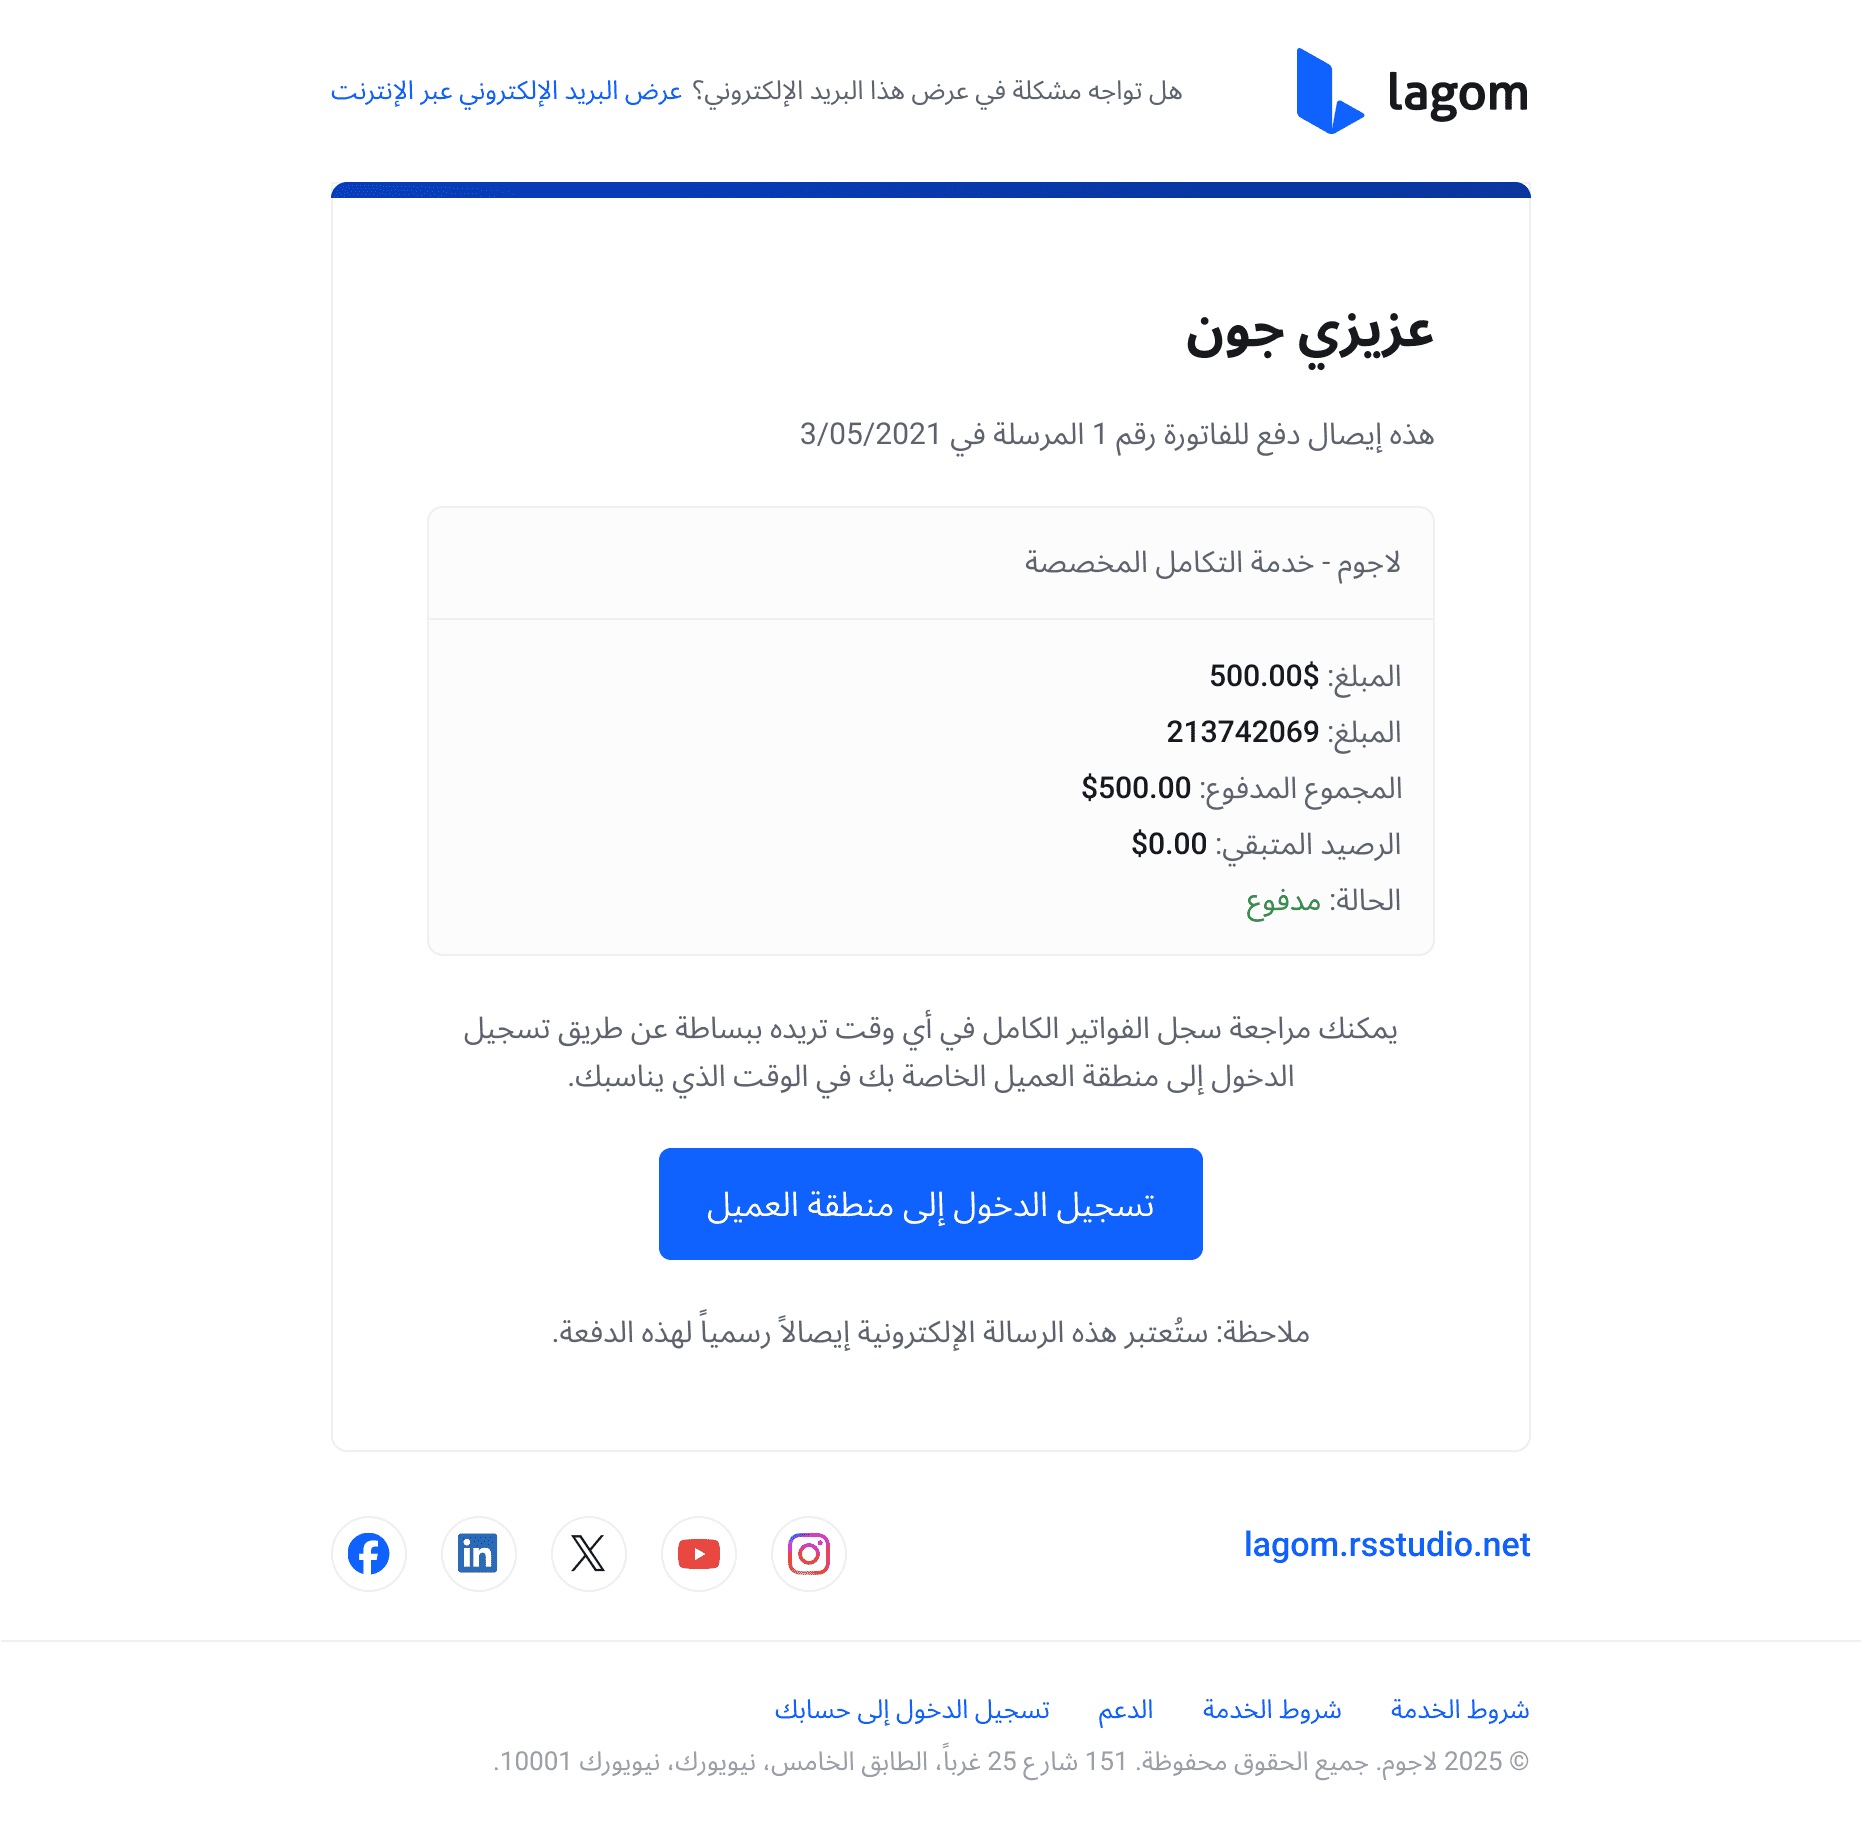 lagom
هل تواجه مشكلة في عرض هذا البريد الإلكتروني؟ عرض البريد الإلكتروني عبر الإنترنت
عزيزي جون
هذه إيصال دفع للفاتورة رقم 1 المرسلة في 3/05/2021
لاجوم - خدمة التكامل المخصصة
المبلغ: 500.00$
المبلغ: 213742069
المجموع المدفوع: $500.00
الرصيد المتبقي: $0.00
الحالة: مدفوع
يمكنك مراجعة سجل الفواتير الكامل في أي وقت تريده ببساطة عن طريق تسجيل
الدخول إلى منطقة العميل الخاصة بك في الوقت الذي يناسبك.
تسجيل الدخول إلى منطقة العميل
ملاحظة: ستُعتبر هذه الرسالة الإلكترونية إيصالاً رسمياً لهذه الدفعة.
lagom.rsstudio.net
شروط الخدمة شروط الخدمة الدعم تسجيل الدخول إلى حسابك
© 2025 لاجوم. جميع الحقوق محفوظة. 151 شارع 25 غرباً، الطابق الخامس، نيويورك، نيويورك 10001.